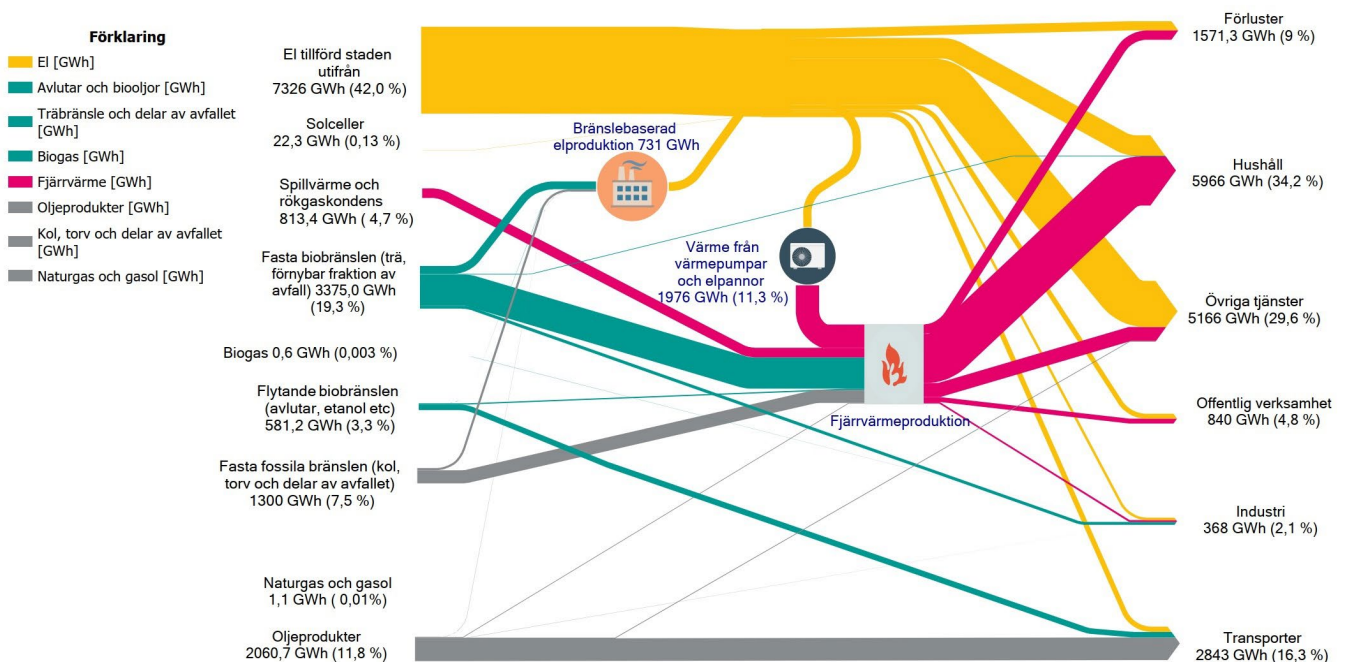 Förklaring
El [GWh]
Avlutar och biooljor [GWh]
Träbränsle och delar av avfallet
[GWh]
Biogas [GWh]
Fjärrvärme [GWh]
Oljeprodukter [GWh]
Kol, torv och delar av avfallet
[GWh]
Naturgas och gasol [GWh]
El tillförd staden
utifrån
7326 GWh (42,0 %)
Solceller
22,3 GWh (0,13 %)
Spillvärme och
rökgaskondens
813,4 GWh ( 4,7 %)
Fasta biobränslen (trä,
förnybar fraktion av
avfall) 3375,0 GWh
(19,3 %)
Biogas 0,6 GWh (0,003 %)
Flytande biobränslen
(avlutar, etanol etc)
581,2 GWh (3,3 %)
Fasta fossila bränslen (kol,
torv och delar av avfallet)
1300 GWh (7,5 %)
Naturgas och gasol
1,1 GWh ( 0,01%)
Oljeprodukter
2060,7 GWh (11,8 %)
Bränslebaserad
elproduktion 731 GWh
Värme från
värmepumpar
och elpannor
1976 GWh (11,3 %)
Fjärrvärmeproduktion
Förluster
1571,3 GWh (9 %)
Hushåll
5966 GWh (34,2 %)
Övriga tjänster
5166 GWh (29,6 %)
Offentlig verksamhet
840 GWh (4,8 %)
Industri
368 GWh (2,1 %)
Transporter
2843 GWh (16,3 %)